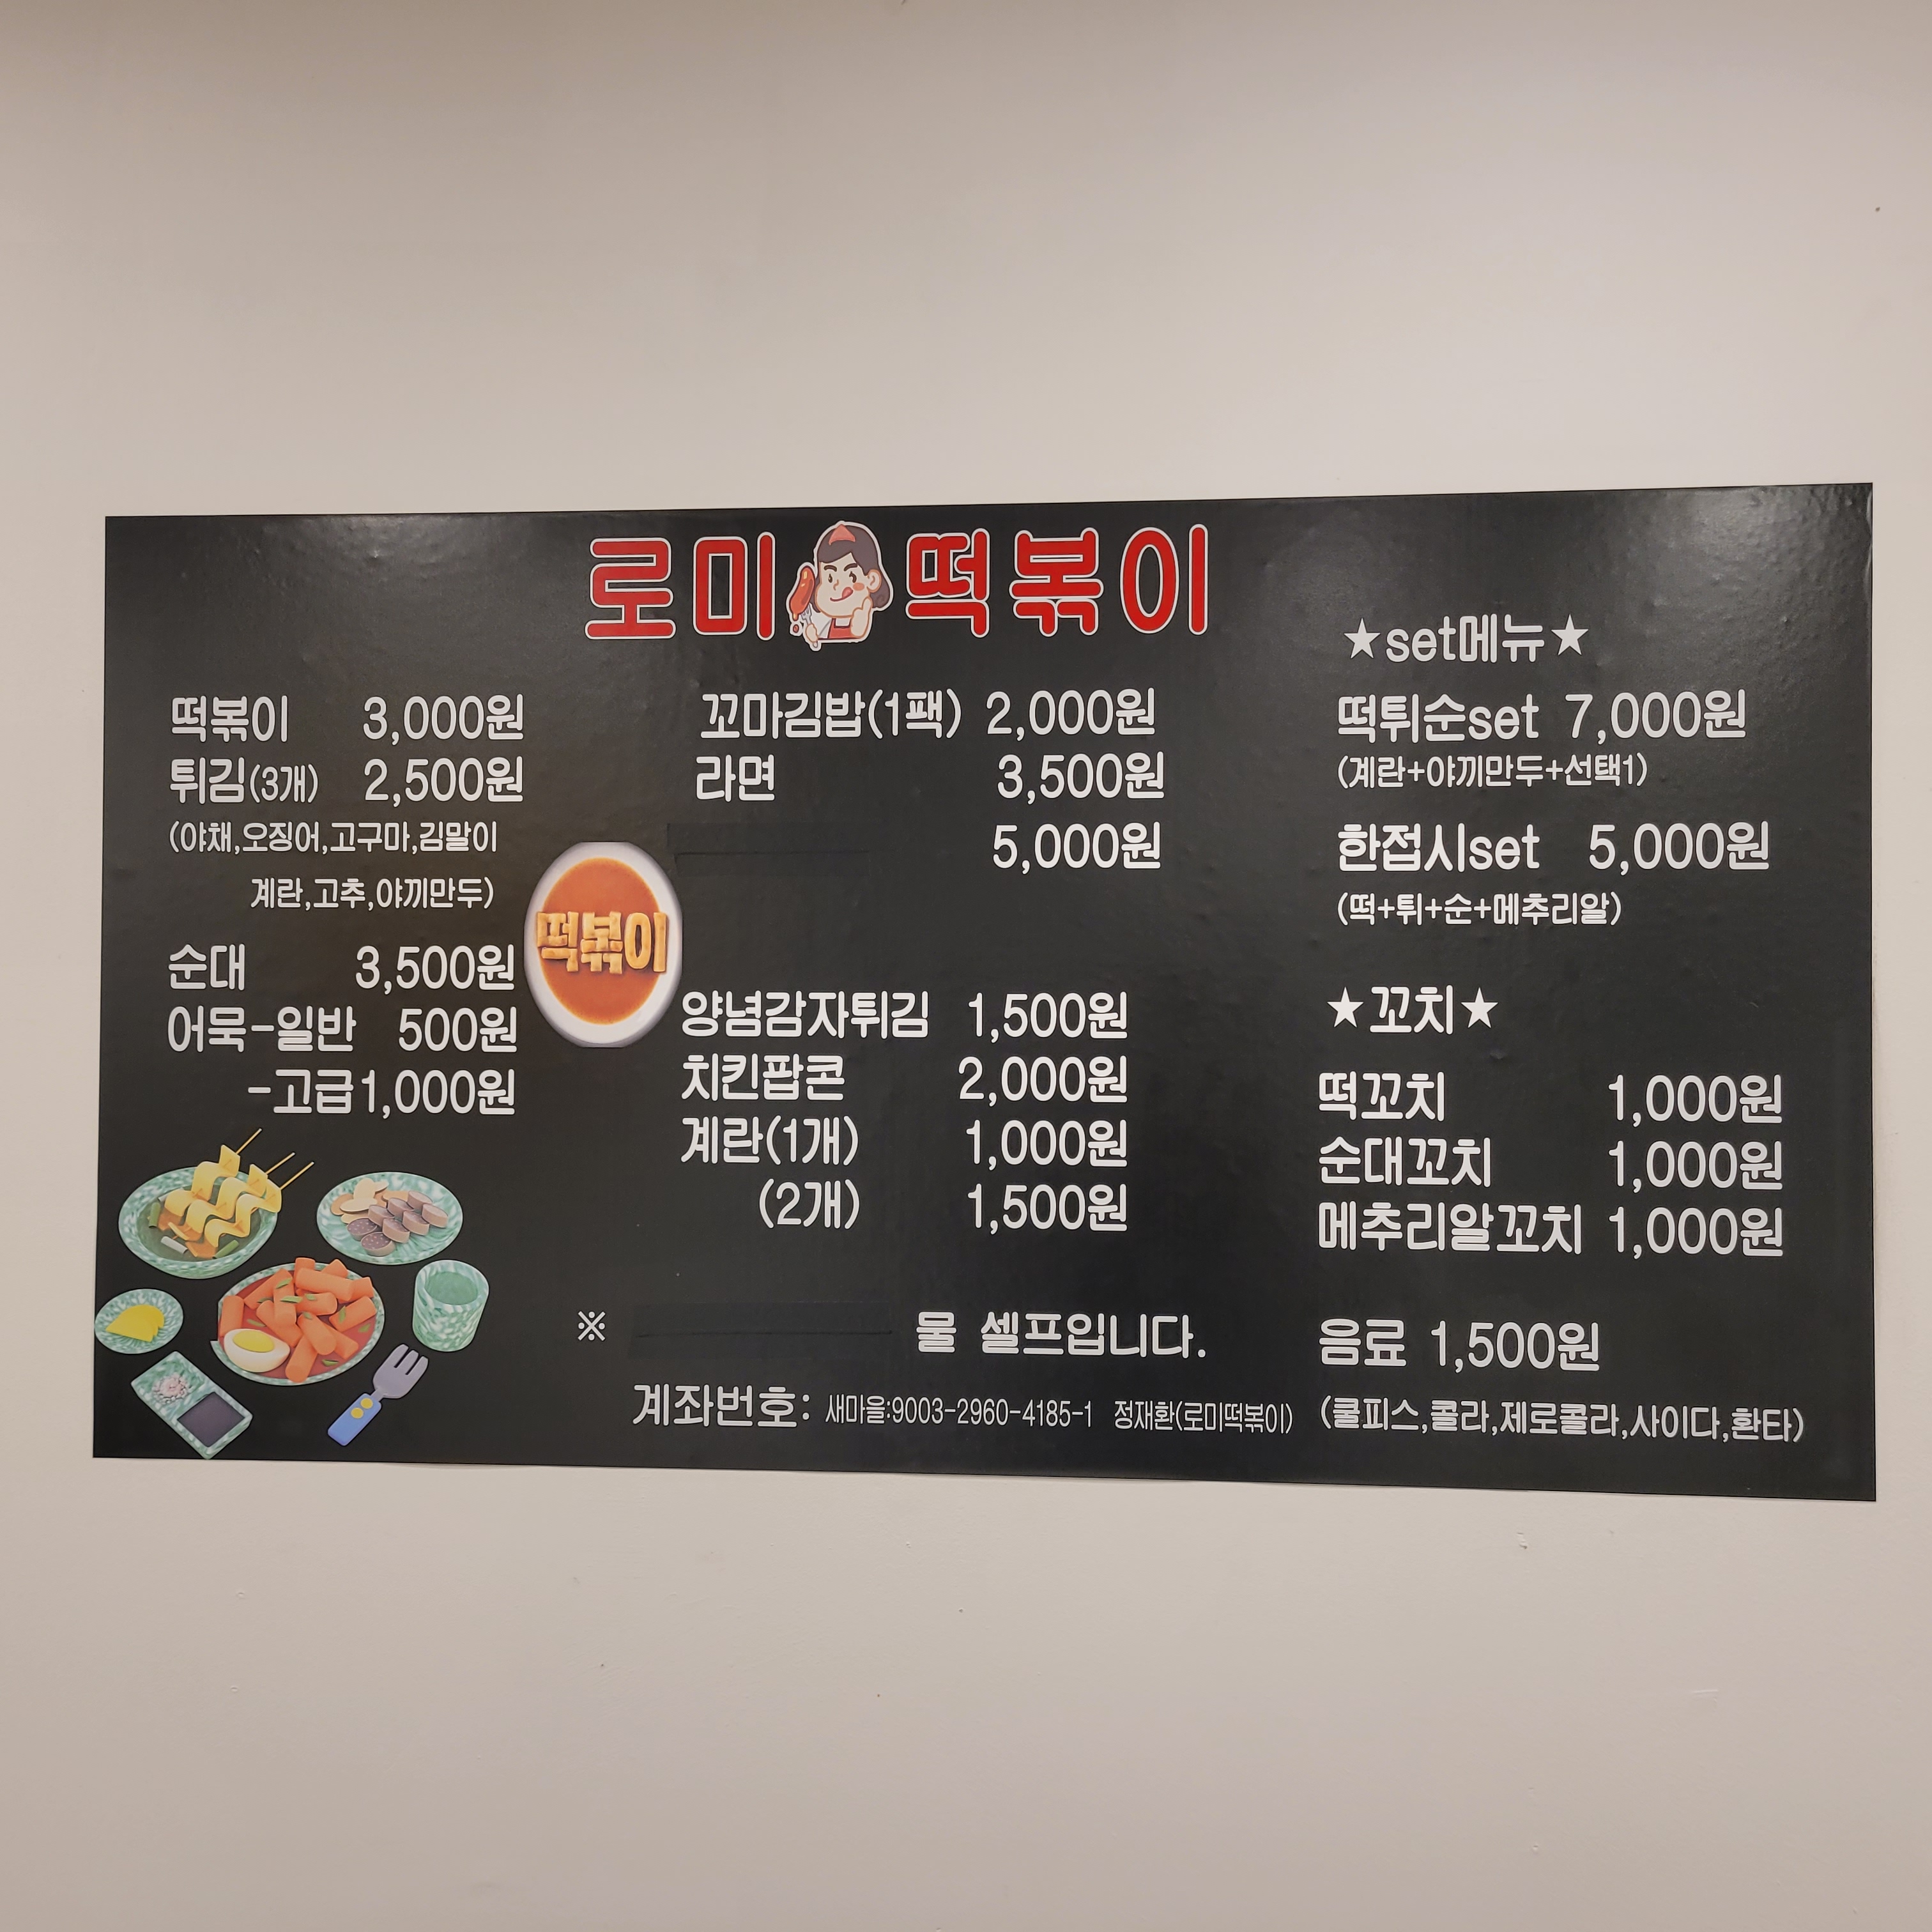 로미 떡볶이
떡볶이 3,000원
튀김(3개) 2,500원
(야채,오징어,고구마,김말이
계란,고추,야끼만두)
순대 3,500원
어묵-일반 500원
-고급1,000원
떡볶이
꼬마김밥(1팩) 2,000원
라면 3,500원
5,000원
양념감자튀김 1,500원
치킨팝콘 2,000원
계란(1개) 1,000원
(2개) 1,500원
★set메뉴★
떡튀순set 7,000원
(계란+야끼만두+선택1)
한접시set 5,000원
(떡+튀+순+메추리알)
★꼬치★
떡꼬치 1,000원
순대꼬치 1,000원
메추리알꼬치 1,000원
음료 1,500원
(쿨피스,콜라,제로콜라,사이다,환타)
※ 물 셀프입니다.
계좌번호: 새마을:9003-2960-4185-1 정재환(로미떡볶이)